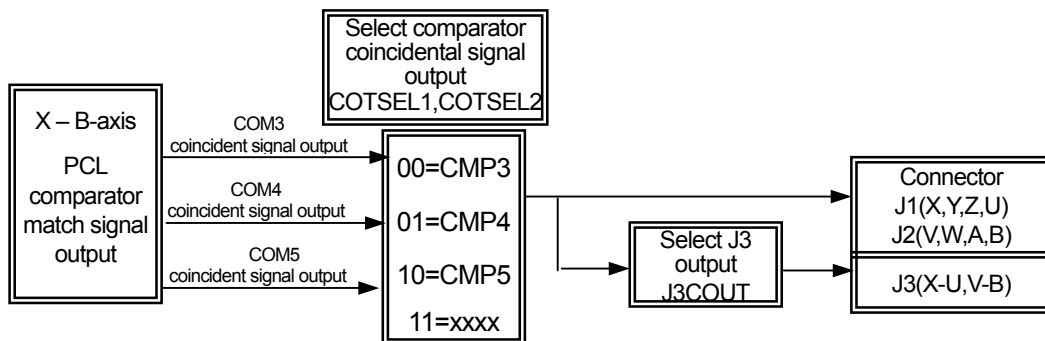 Select comparator
coincidental signal
output
COTSEL1,COTSEL2
X – B-axis
PCL
comparator
match signal
output
COM3
coincident signal output
COM4
coincident signal output
COM5
coincident signal output
00=CMP3
01=CMP4
10=CMP5
11=xxxx
Select J3
output
J3COUT
Connector
J1(X,Y,Z,U)
J2(V,W,A,B)
J3(X-U,V-B)